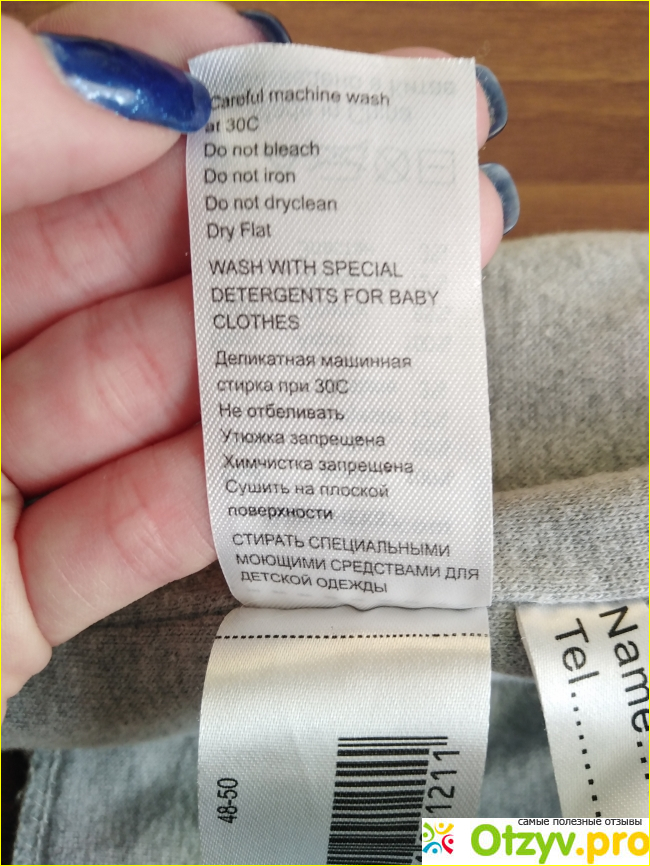 Careful machine wash
at 30C
Do not bleach
Do not iron
Do not dryclean
Dry Flat
WASH WITH SPECIAL
DETERGENTS FOR BABY
CLOTHES
Деликатная машинная
стирка при 30С
Не отбеливать
Утюжка запрещена
Химчистка запрещена
Сушить на плоской
поверхности
СТИРАТЬ СПЕЦИАЛЬНЫМИ
МОЮЩИМИ СРЕДСТВАМИ ДЛЯ
ДЕТСКОЙ ОДЕЖДЫ
48-50
1211
Name...
Tel.........
самые полезные отзывы
Otzyv.pro